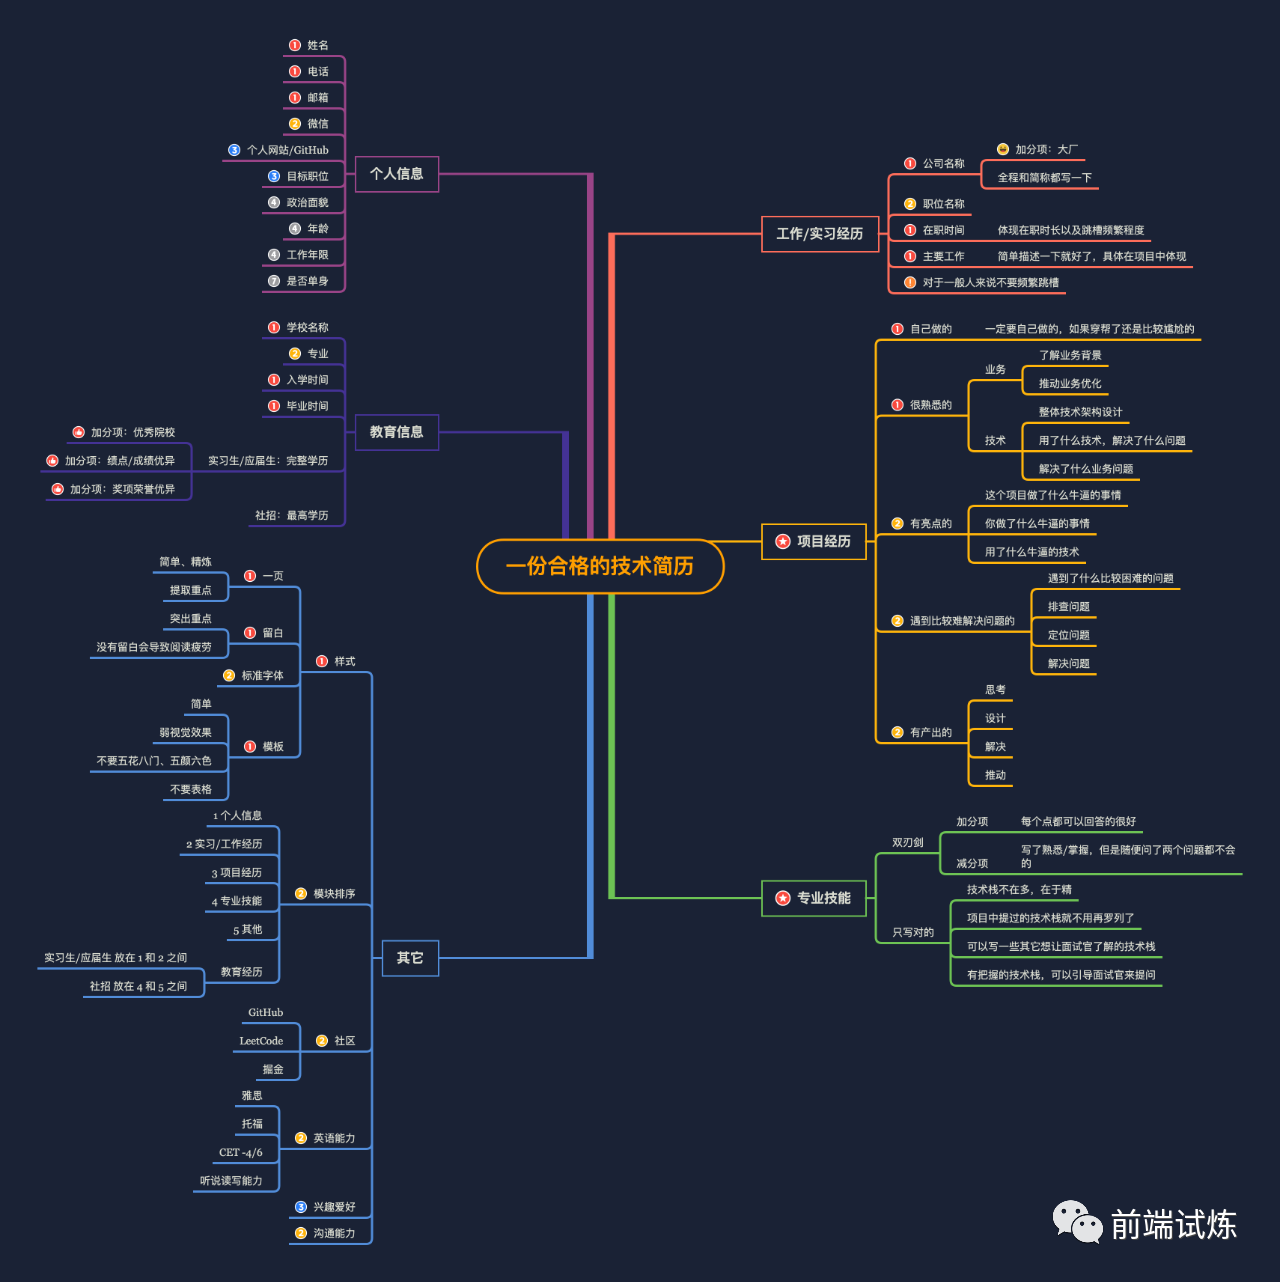 一份合格的技术简历
个人信息
1 姓名
1 电话
1 邮箱
2 微信
3 个人网站/GitHub
3 目标职位
4 政治面貌
4 年龄
4 工作年限
7 是否单身
教育信息
1 学校名称
2 专业
1 入学时间
1 毕业时间
实习生/应届生：完整学历
加分项：优秀院校
加分项：绩点/成绩优异
加分项：奖项荣誉优异
社招：最高学历
其它
1 样式
1 一页
简单、精炼
提取重点
1 留白
突出重点
没有留白会导致阅读疲劳
2 标准字体
1 模板
简单
弱视觉效果
不要五花八门、五颜六色
不要表格
2 模块排序
1 个人信息
2 实习/工作经历
3 项目经历
4 专业技能
5 其他
教育经历
实习生/应届生 放在 1 和 2 之间
社招 放在 4 和 5 之间
2 社区
GitHub
LeetCode
掘金
2 英语能力
雅思
托福
CET -4/6
听说读写能力
3 兴趣爱好
2 沟通能力
工作/实习经历
1 公司名称
加分项：大厂
全程和简称都写一下
2 职位名称
1 在职时间
体现在职时长以及跳槽频繁程度
1 主要工作
简单描述一下就好了，具体在项目中体现
! 对于一般人来说不要频繁跳槽
项目经历
1 自己做的
一定要自己做的，如果穿帮了还是比较尴尬的
1 很熟悉的
业务
了解业务背景
推动业务优化
技术
整体技术架构设计
用了什么技术，解决了什么问题
解决了什么业务问题
2 有亮点的
这个项目做了什么牛逼的事情
你做了什么牛逼的事情
用了什么牛逼的技术
2 遇到比较难解决问题的
遇到了什么比较困难的问题
排查问题
定位问题
解决问题
2 有产出的
思考
设计
解决
推动
专业技能
双刃剑
加分项
每个点都可以回答的很好
减分项
写了熟悉/掌握，但是随便问了两个问题都不会
的
只写对的
技术栈不在多，在于精
项目中提过的技术栈就不用再罗列了
可以写一些其它想让面试官了解的技术栈
有把握的技术栈，可以引导面试官来提问
前端试炼